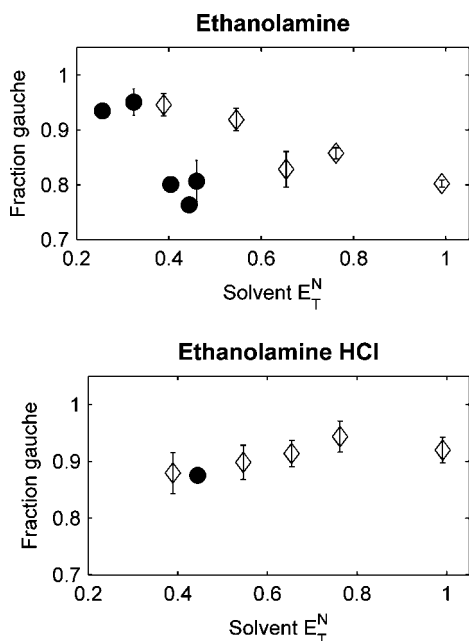 Ethanolamine
1
0.9
0.8
0.7
Fraction gauche
0.2 0.4 0.6 0.8 1
Solvent E_T^N
Ethanolamine HCl
1
0.9
0.8
0.7
Fraction gauche
0.2 0.4 0.6 0.8 1
Solvent E_T^N